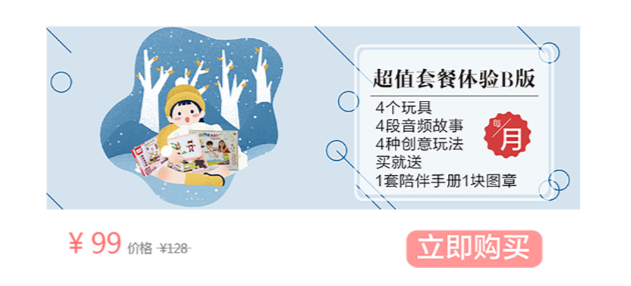 超值套餐体验B版
4个玩具
4段音频故事
4种创意玩法
买就送
1套陪伴手册1块图章
每/月
¥ 99 价格 ¥128
立即购买